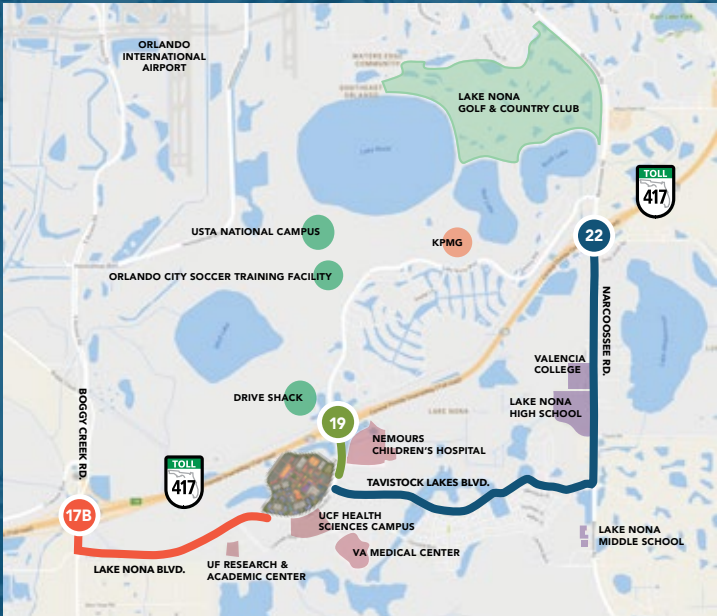 ORLANDO
INTERNATIONAL
AIRPORT
LAKE NONA
GOLF & COUNTRY CLUB
TOLL
417
USTA NATIONAL CAMPUS
KPMG
22
ORLANDO CITY SOCCER TRAINING FACILITY
NARCOOSSEE RD.
VALENCIA
COLLEGE
DRIVE SHACK
LAKE NONA
HIGH SCHOOL
BOGGY CREEK RD.
LAKE NONA
19
NEMOURS
CHILDREN'S HOSPITAL
TOLL
417
TAVISTOCK LAKES BLVD.
17B
UCF HEALTH
SCIENCES CAMPUS
LAKE NONA
MIDDLE SCHOOL
VA MEDICAL CENTER
LAKE NONA BLVD.
UF RESEARCH &
ACADEMIC CENTER